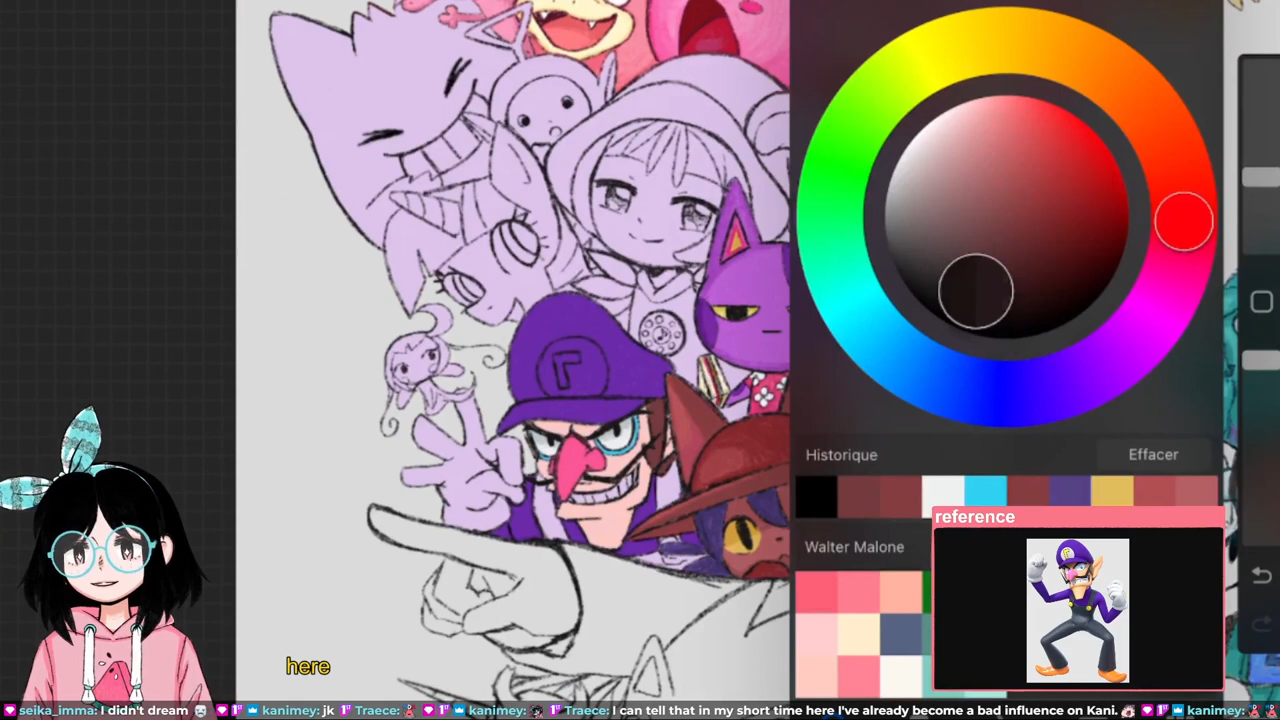 Historique
Effacer
reference
Walter Malone
here
seika_imma: I didn't dream
kanimey: jk
Traece:
kanimey:
Traece: I can tell that in my short time here I've already become a bad influence on Kani.
kanimey: